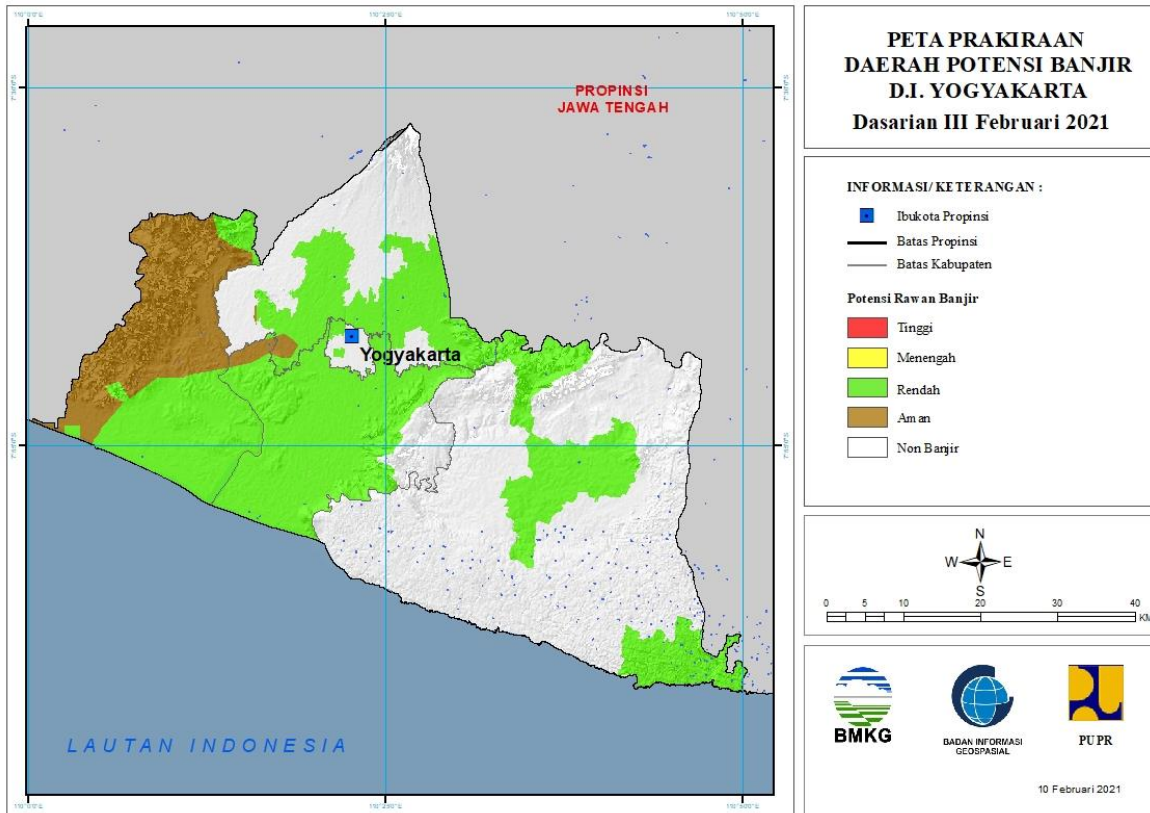 PETA PRAKIRAAN
DAERAH POTENSI BANJIR
D.I. YOGYAKARTA
Dasarian III Februari 2021
INFORMASI/ KETERANGAN :
Ibukota Propinsi
Batas Propinsi
Batas Kabupaten
Potensi Rawan Banjir
Tinggi
Menengah
Rendah
Aman
Non Banjir
N
W E
S
0 5 10 20 30 40
KM
BMKG
BADAN INFORMASI
GEOSPASIAL
PUPR
10 Februari 2021
PROPINSI
JAWA TENGAH
Yogyakarta
LAUTAN INDONESIA